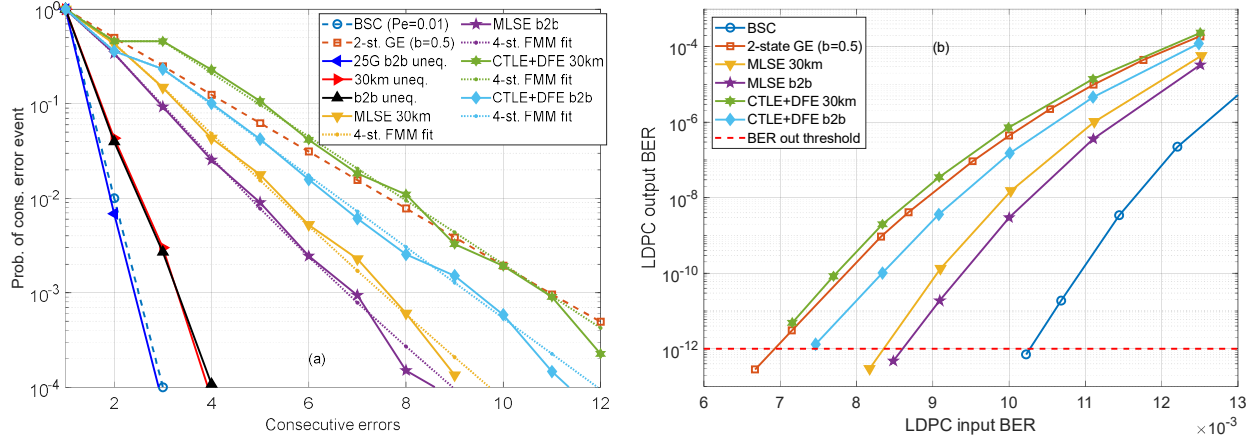 10^0
10^-1
10^-2
10^-3
10^-4
Prob. of cons. error event
2
4
6
8
10
12
Consecutive errors
(a)
BSC (Pe=0.01)
2-st. GE (b=0.5)
25G b2b uneq.
30km uneq.
b2b uneq.
MLSE 30km
4-st. FMM fit
MLSE b2b
4-st. FMM fit
CTLE+DFE 30km
4-st. FMM fit
CTLE+DFE b2b
4-st. FMM fit
10^-4
10^-6
10^-8
10^-10
10^-12
LDPC output BER
6
7
8
9
10
11
12
13
×10^-3
LDPC input BER
(b)
BSC
2-state GE (b=0.5)
MLSE 30km
MLSE b2b
CTLE+DFE 30km
CTLE+DFE b2b
BER out threshold